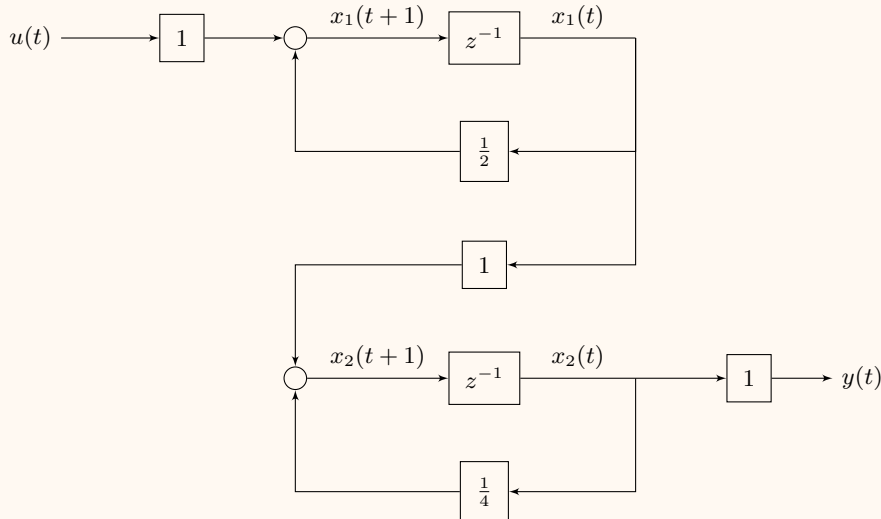 u(t) 1 x₁(t+1) z⁻¹ x₁(t)
½
1
x₂(t+1) z⁻¹ x₂(t) 1 y(t)
¼